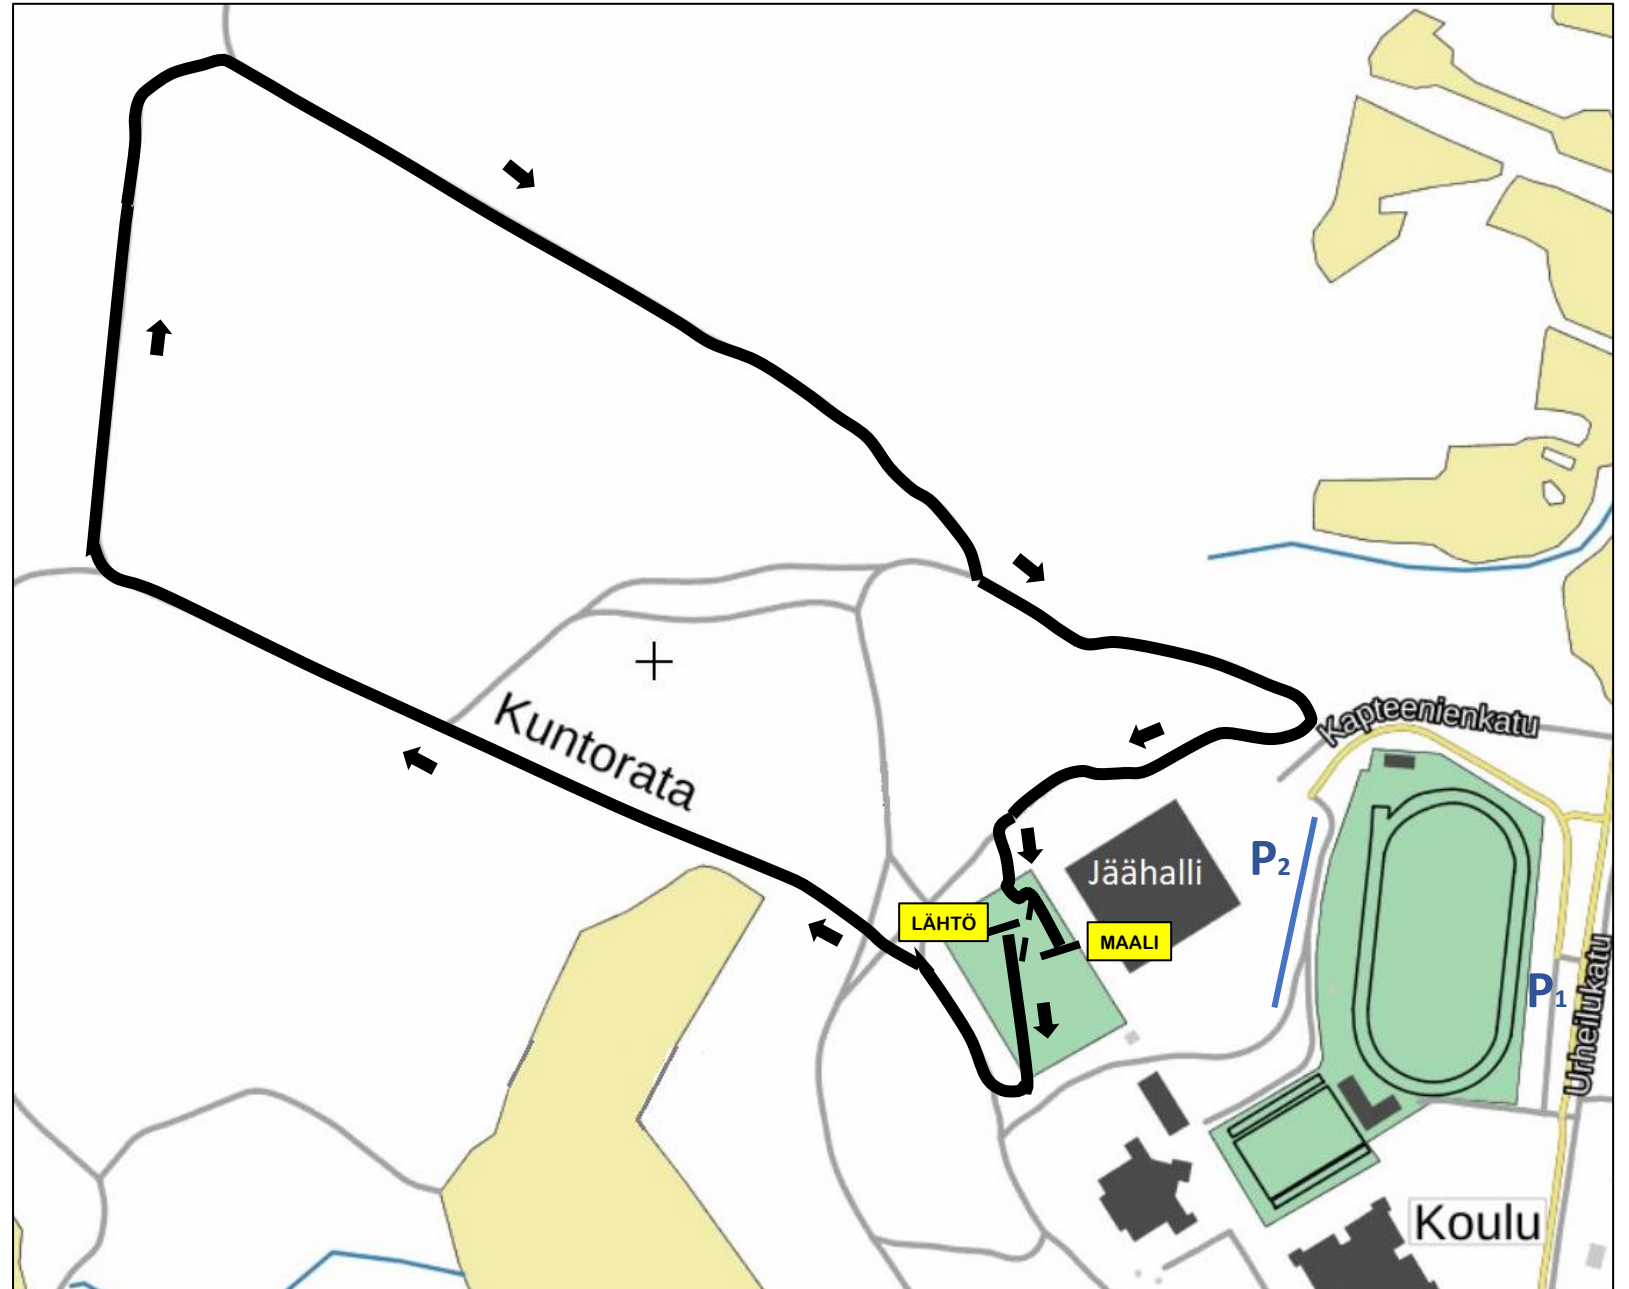 Kuntorata
Kapteenienkatu
Jäähalli
P2
LÄHTÖ
MAALI
P1
Urheilukatu
Koulu